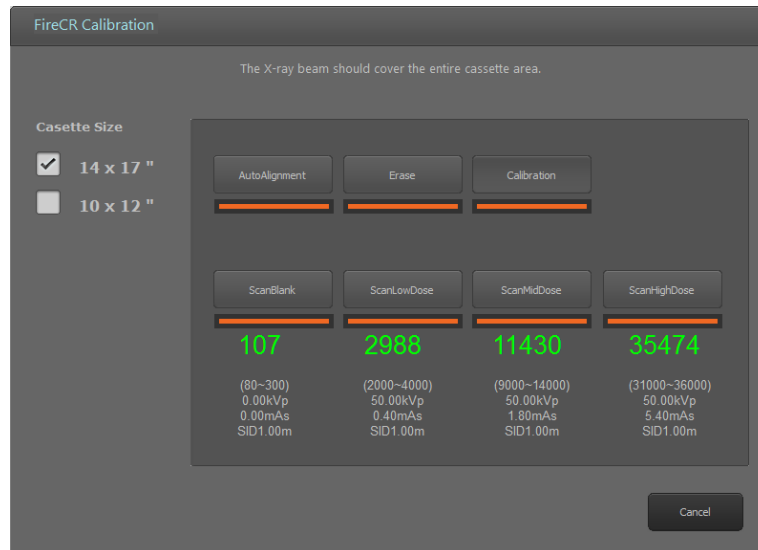 FireCR Calibration
The X-ray beam should cover the entire cassette area.
Casette Size
14 x 17 "
10 x 12 "
AutoAlignment Erase Calibration
ScanBlank ScanLowDose ScanMidDose ScanHighDose
107 2988 11430 35474
(80~300) (2000~4000) (9000~14000) (31000~36000)
0.00kVp 50.00kVp 50.00kVp 50.00kVp
0.00mAs 0.40mAs 1.80mAs 5.40mAs
SID1.00m SID1.00m SID1.00m SID1.00m
Cancel